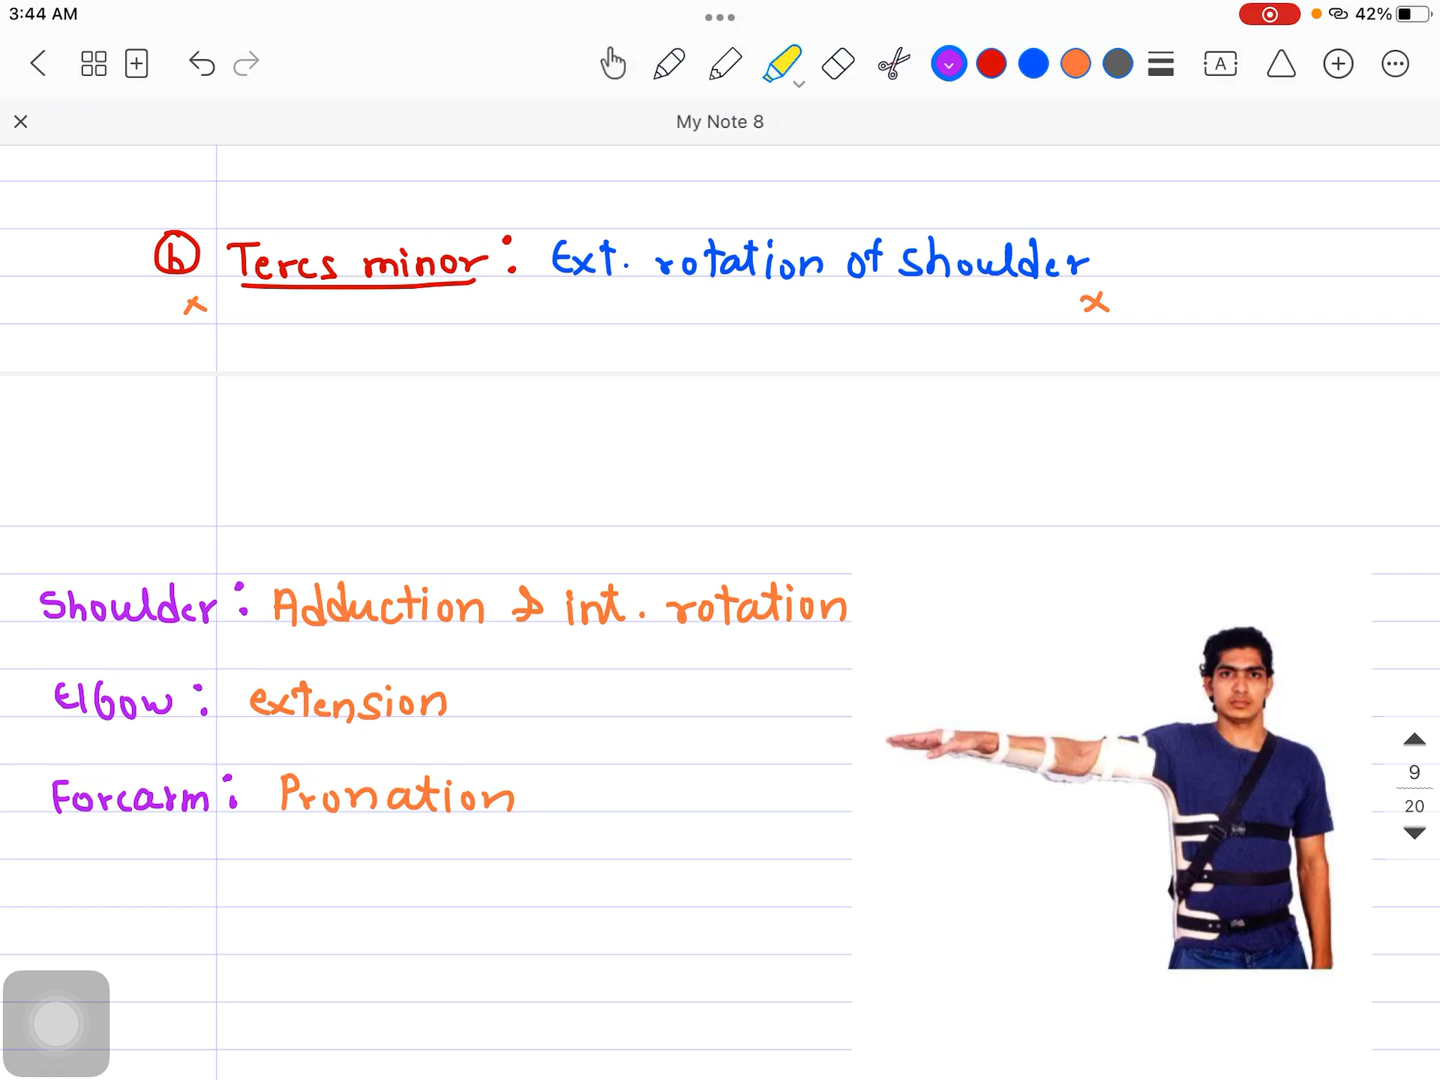 3:44 AM
42%
A
My Note 8
ⓑ Teres minor : Ext. rotation of shoulder
x x
Shoulder : Adduction & int. rotation
Elbow : extension
Forearm : Pronation
9
20